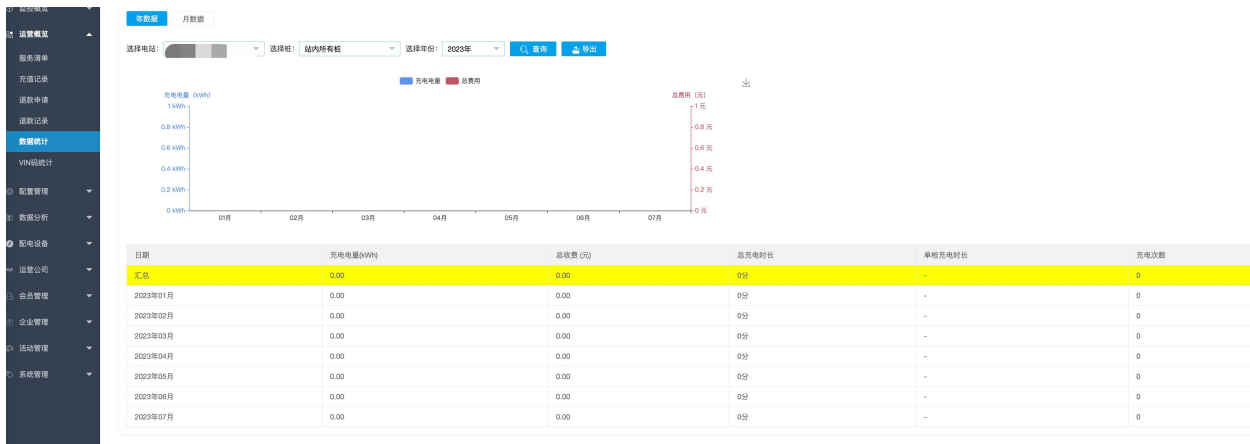 监控概览
年数据 月数据
运营概览
选择电站: 选择桩: 站内所有桩 选择年份: 2023年 查询 导出
服务清单
充值记录
退款申请
退款记录
数据统计
VIN码统计
配置管理
数据分析
配电设备
运营公司
会员管理
企业管理
活动管理
系统管理
充电电量 总费用
充电电量 (kWh) 总费用 (元)
1 kWh 1 元
0.8 kWh 0.8 元
0.6 kWh 0.6 元
0.4 kWh 0.4 元
0.2 kWh 0.2 元
0 kWh 0 元
01月 02月 03月 04月 05月 06月 07月
日期 充电电量(kWh) 总收费 (元) 总充电时长 单枪充电时长 充电次数
汇总 0.00 0.00 0分 - 0
2023年01月 0.00 0.00 0分 - 0
2023年02月 0.00 0.00 0分 - 0
2023年03月 0.00 0.00 0分 - 0
2023年04月 0.00 0.00 0分 - 0
2023年05月 0.00 0.00 0分 - 0
2023年06月 0.00 0.00 0分 - 0
2023年07月 0.00 0.00 0分 - 0